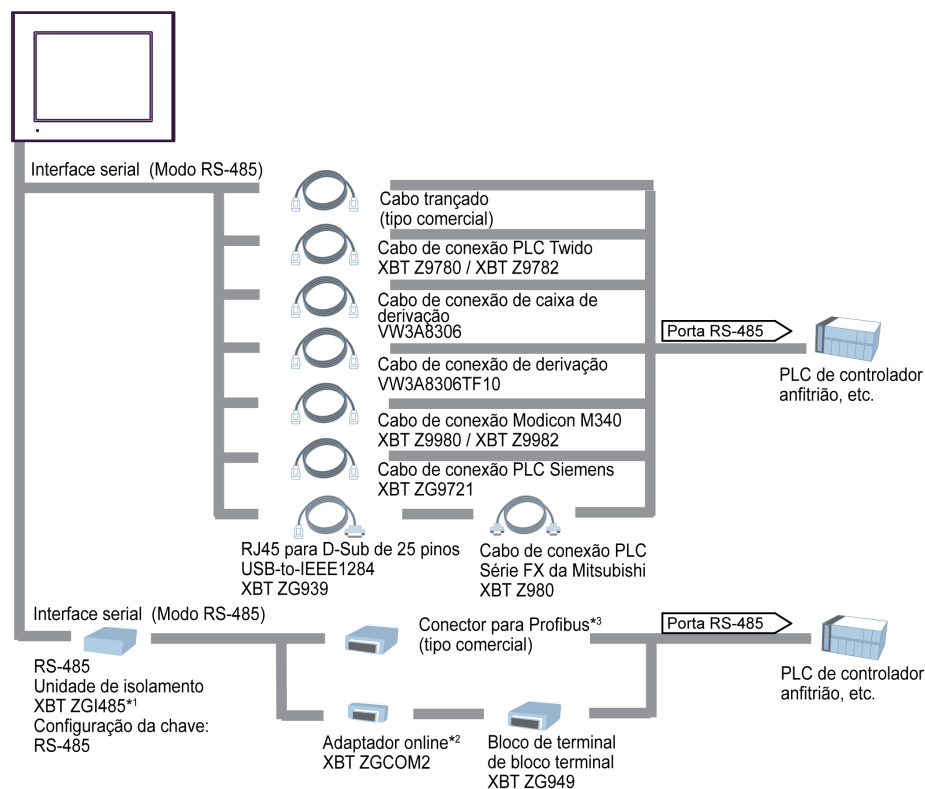 Interface serial (Modo RS-485)
Cabo trançado
(tipo comercial)
Cabo de conexão PLC Twido
XBT Z9780 / XBT Z9782
Cabo de conexão de caixa de
derivação
VW3A8306
Porta RS-485
Cabo de conexão de derivação
VW3A8306TF10
PLC de controlador
anfitrião, etc.
Cabo de conexão Modicon M340
XBT Z9980 / XBT Z9982
Cabo de conexão PLC Siemens
XBT ZG9721
RJ45 para D-Sub de 25 pinos
USB-to-IEEE1284
XBT ZG939
Cabo de conexão PLC
Série FX da Mitsubishi
XBT Z980
Interface serial (Modo RS-485)
Conector para Profibus*3
(tipo comercial)
Porta RS-485
RS-485
Unidade de isolamento
XBT ZGI485*1
Configuração da chave:
RS-485
PLC de controlador
anfitrião, etc.
Adaptador online*2
XBT ZGCOM2
Bloco de terminal
de bloco terminal
XBT ZG949